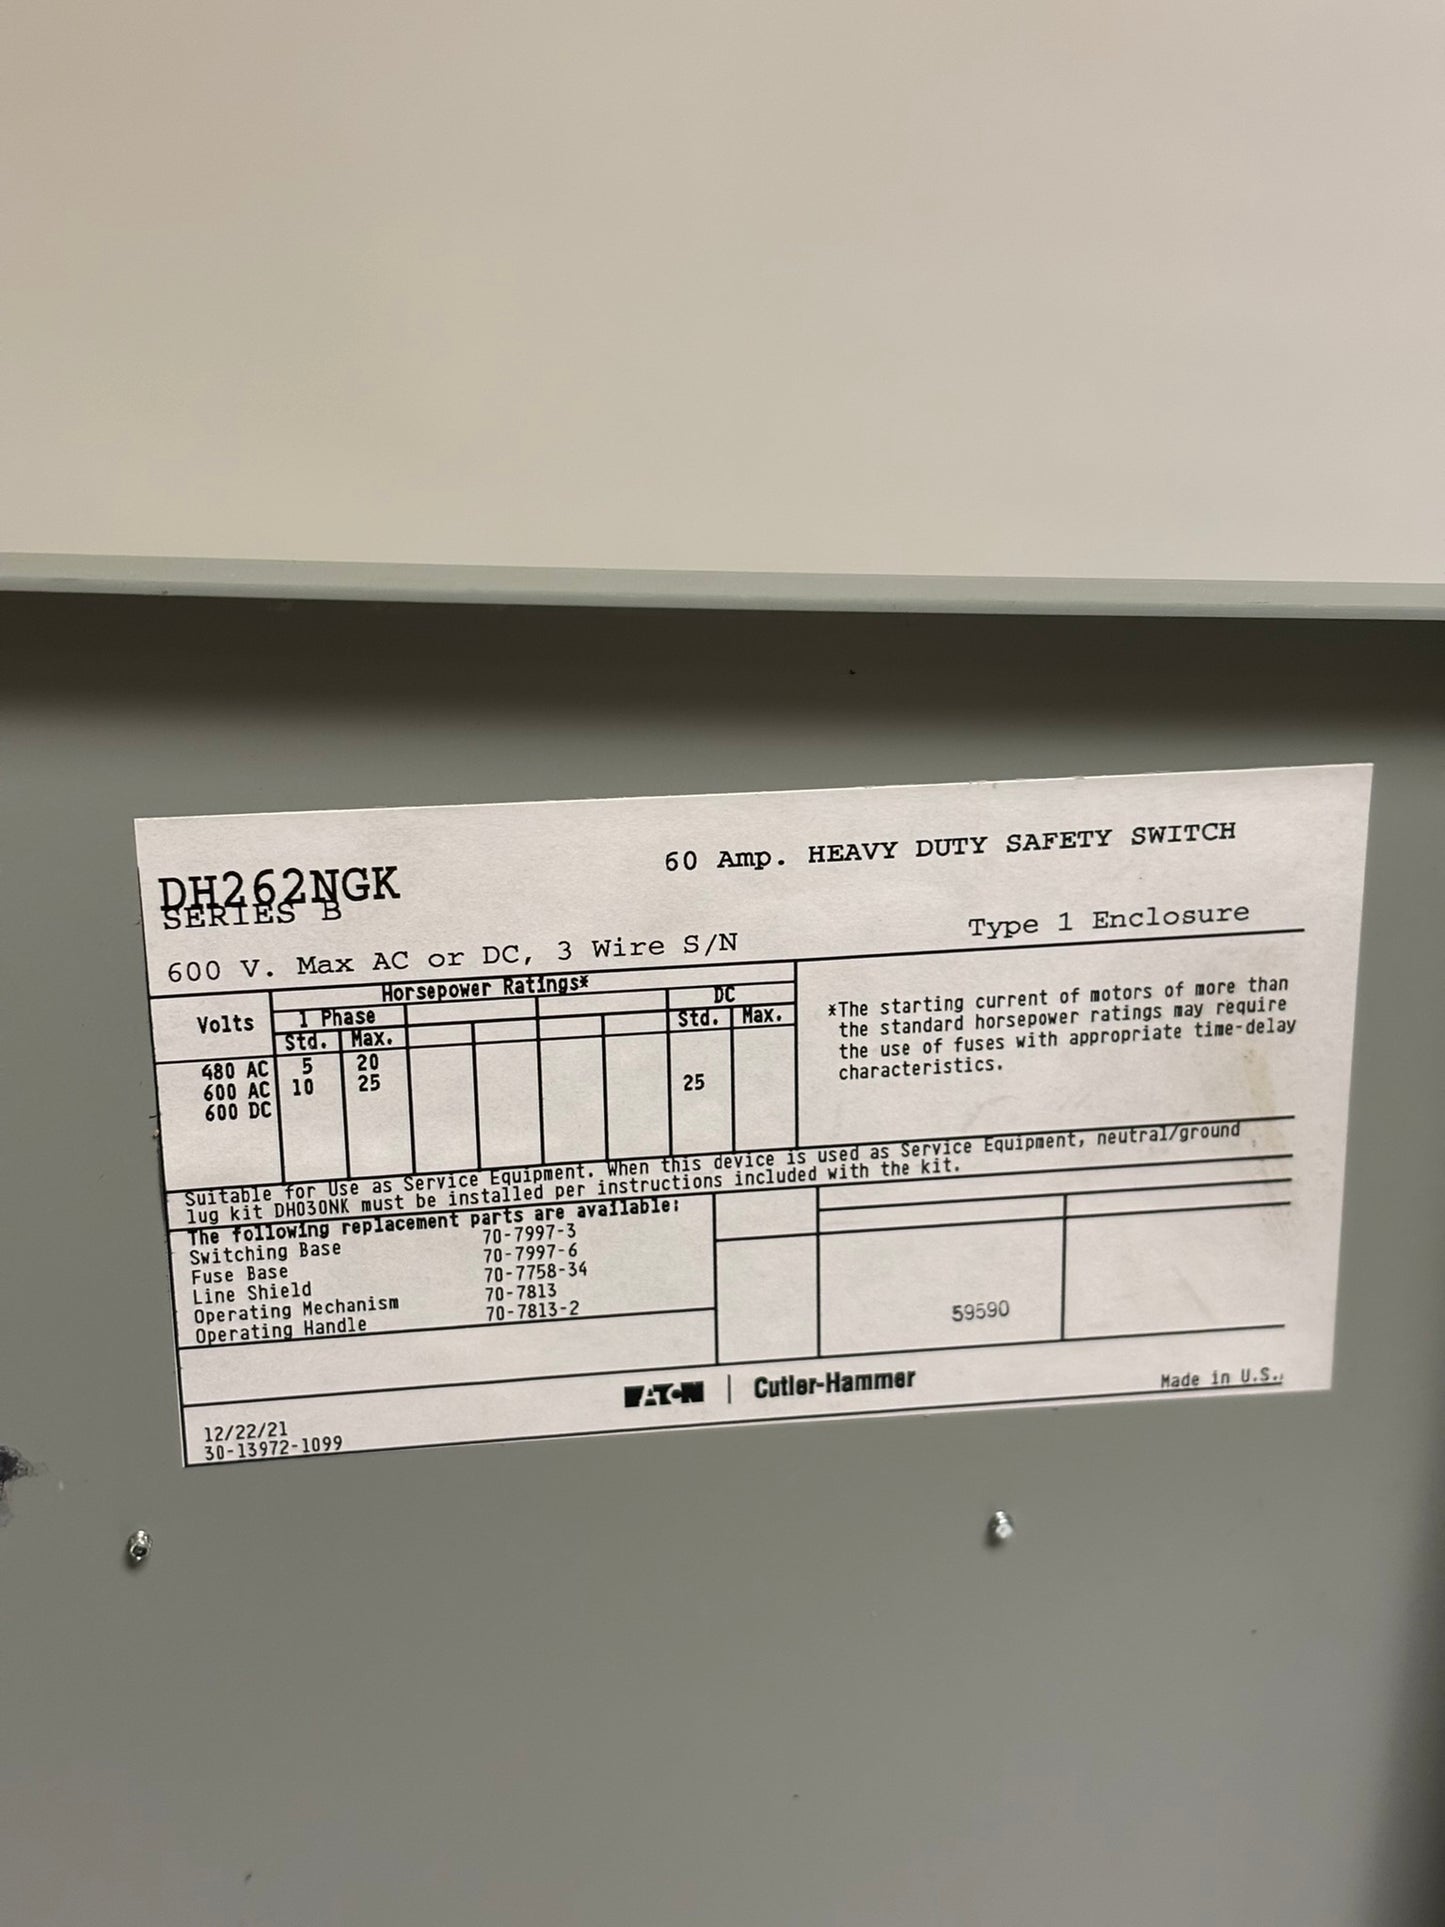 DH262NGK
SERIES B
60 Amp. HEAVY DUTY SAFETY SWITCH
600 V. Max AC or DC, 3 Wire S/N
Type 1 Enclosure
Horsepower Ratings*
Volts
1 Phase
DC
Std. Max.
Std. Max.
480 AC 5 20
600 AC 10 25
600 DC 25
*The starting current of motors of more than
the standard horsepower ratings may require
the use of fuses with appropriate time-delay
characteristics.
Suitable for Use as Service Equipment. When this device is used as Service Equipment, neutral/ground
lug kit DH030NK must be installed per instructions included with the kit.
The following replacement parts are available:
Switching Base 70-7997-3
Fuse Base 70-7997-6
Line Shield 70-7758-34
Operating Mechanism 70-7813
Operating Handle 70-7813-2
59590
EATON | Cutler-Hammer
Made in U.S.
12/22/21
30-13972-1099